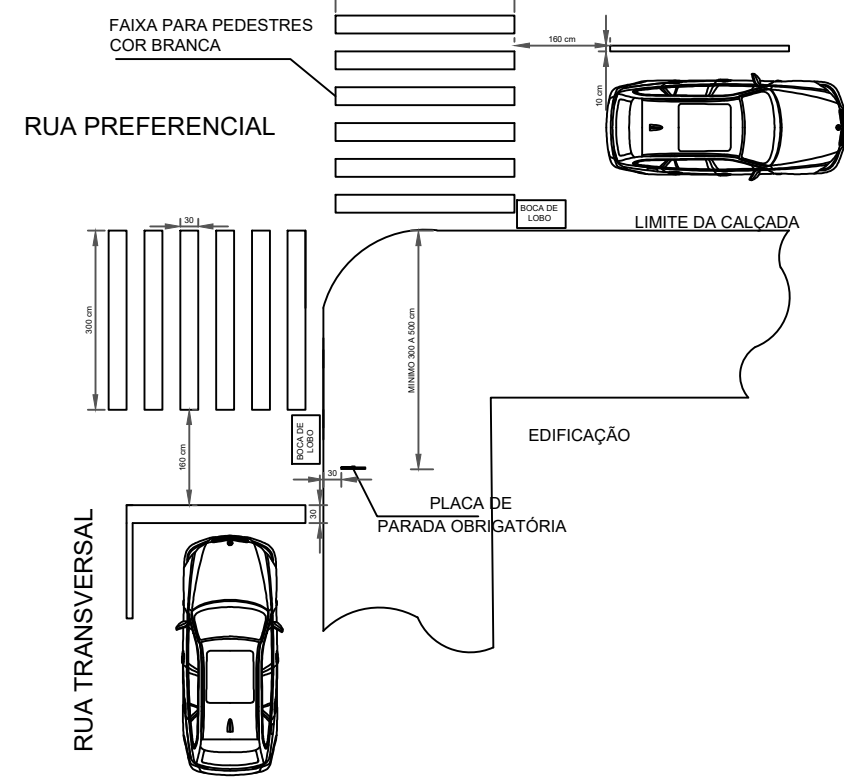 FAIXA PARA PEDESTRES
COR BRANCA
160 cm
10 cm
RUA PREFERENCIAL
BOCA DE
LOBO
LIMITE DA CALÇADA
30
300 cm
MINIMO 300 A 500 cm
BOCA DE
LOBO
EDIFICAÇÃO
160 cm
30
PLACA DE
PARADA OBRIGATÓRIA
30
RUA TRANSVERSAL